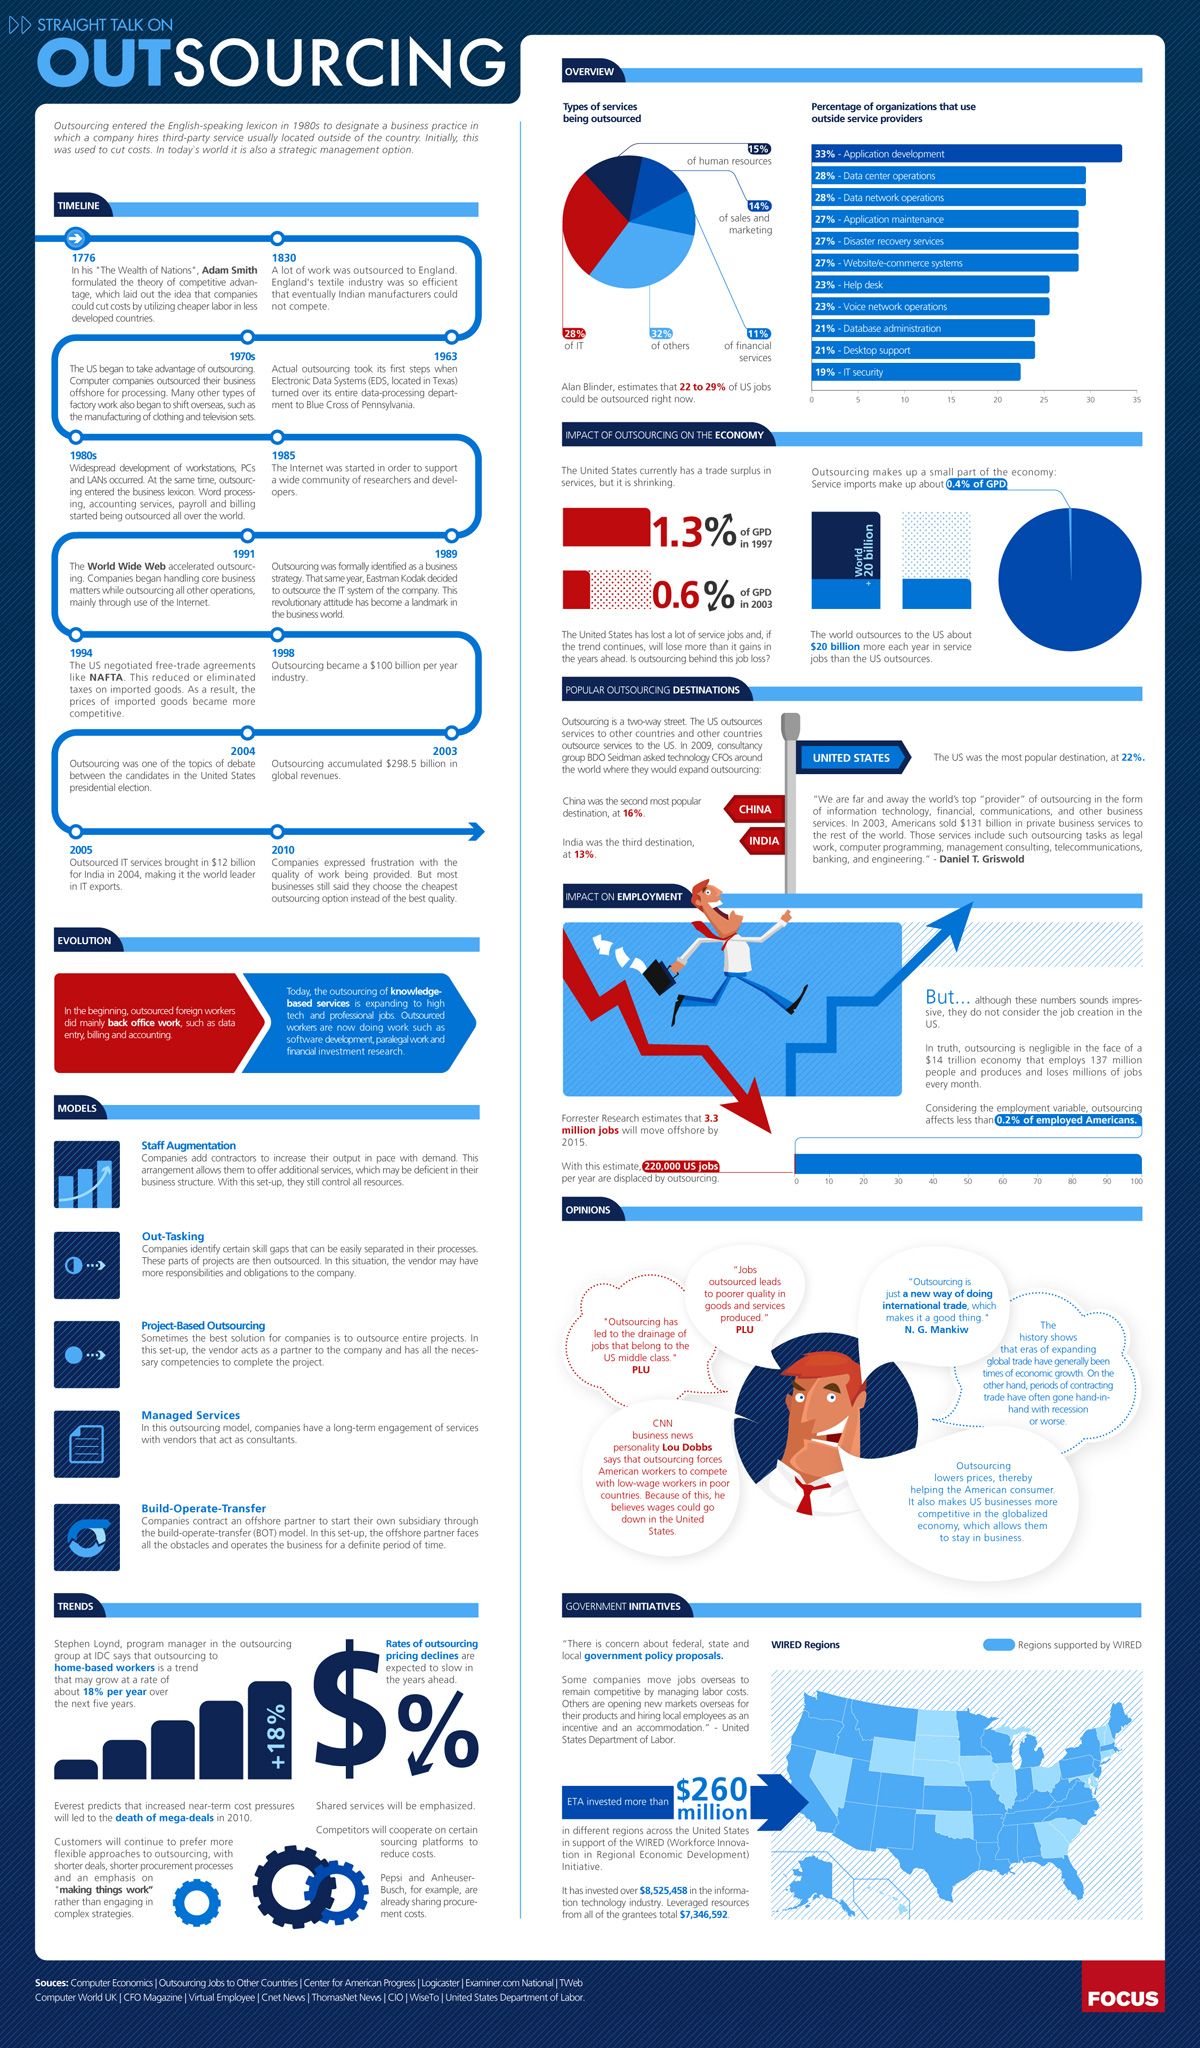 STRAIGHT TALK ON
OUTSOURCING
Outsourcing entered the English-speaking lexicon in 1980s to designate a business practice in
which a company hires third-party service usually located outside of the country. Initially, this
was used to cut costs. In today's world it is also a strategic management option.
TIMELINE
1776
In his "The Wealth of Nations", Adam Smith
formulated the theory of competitive advan-
tage, which laid out the idea that companies
could cut costs by utilizing cheaper labor in less
developed countries.
1830
A lot of work was outsourced to England.
England's textile industry was so efficient
that eventually Indian manufacturers could
not compete.
1970s
The US began to take advantage of outsourcing.
Computer companies outsourced their business
offshore for processing. Many other types of
factory work also began to shift overseas, such as
the manufacturing of clothing and television sets.
1963
Actual outsourcing took its first steps when
Electronic Data Systems (EDS, located in Texas)
turned over its entire data-processing depart-
ment to Blue Cross of Pennsylvania.
1980s
Widespread development of workstations, PCs
and LANs occurred. At the same time, outsourc-
ing entered the business lexicon. Word process-
ing, accounting services, payroll and billing
started being outsourced all over the world.
1985
The Internet was started in order to support
a wide community of researchers and devel-
opers.
1991
The World Wide Web accelerated outsourc-
ing. Companies began handling core business
matters while outsourcing all other operations,
mainly through use of the Internet.
1989
Outsourcing was formally identified as a business
strategy. That same year, Eastman Kodak decided
to outsource the IT system of the company. This
revolutionary attitude has become a landmark in
the business world.
1994
The US negotiated free-trade agreements
like NAFTA. This reduced or eliminated
taxes on imported goods. As a result, the
prices of imported goods became more
competitive.
1998
Outsourcing became a $100 billion per year
industry.
2004
Outsourcing was one of the topics of debate
between the candidates in the United States
presidential election.
2003
Outsourcing accumulated $298.5 billion in
global revenues.
2005
Outsourced IT services brought in $12 billion
for India in 2004, making it the world leader
in IT exports.
2010
Companies expressed frustration with the
quality of work being provided. But most
businesses still said they choose the cheapest
outsourcing option instead of the best quality.
EVOLUTION
In the beginning, outsourced foreign workers
did mainly back office work, such as data
entry, billing and accounting.
Today, the outsourcing of knowledge-
based services is expanding to high
tech and professional jobs. Outsourced
workers are now doing work such as
software development, paralegal work and
financial investment research.
MODELS
Staff Augmentation
Companies add contractors to increase their output in pace with demand. This
arrangement allows them to offer additional services, which may be deficient in their
business structure. With this set-up, they still control all resources.
Out-Tasking
Companies identify certain skill gaps that can be easily separated in their processes.
These parts of projects are then outsourced. In this situation, the vendor may have
more responsibilities and obligations to the company.
Project-Based Outsourcing
Sometimes the best solution for companies is to outsource entire projects. In
this set-up, the vendor acts as a partner to the company and has all the neces-
sary competencies to complete the project.
Managed Services
In this outsourcing model, companies have a long-term engagement of services
with vendors that act as consultants.
Build-Operate-Transfer
Companies contract an offshore partner to start their own subsidiary through
the build-operate-transfer (BOT) model. In this set-up, the offshore partner faces
all the obstacles and operates the business for a definite period of time.
TRENDS
Stephen Loynd, program manager in the outsourcing
group at IDC says that outsourcing to
home-based workers is a trend
that may grow at a rate of
about 18% per year over
the next five years.
+18%
$
%
Rates of outsourcing
pricing declines are
expected to slow in
the years ahead.
Everest predicts that increased near-term cost pressures
will led to the death of mega-deals in 2010.
Customers will continue to prefer more
flexible approaches to outsourcing, with
shorter deals, shorter procurement processes
and an emphasis on
"making things work"
rather than engaging in
complex strategies.
Shared services will be emphasized.
Competitors will cooperate on certain
sourcing platforms to
reduce costs.
Pepsi and Anheuser-
Busch, for example, are
already sharing procure-
ment costs.
OVERVIEW
Types of services
being outsourced
15%
of human resources
14%
of sales and
marketing
11%
of financial
services
32%
of others
28%
of IT
Alan Blinder, estimates that 22 to 29% of US jobs
could be outsourced right now.
Percentage of organizations that use
outside service providers
33% - Application development
28% - Data center operations
28% - Data network operations
27% - Application maintenance
27% - Disaster recovery services
27% - Website/e-commerce systems
23% - Help desk
23% - Voice network operations
21% - Database administration
21% - Desktop support
19% - IT security
0 5 10 15 20 25 30 35
IMPACT OF OUTSOURCING ON THE ECONOMY
The United States currently has a trade surplus in
services, but it is shrinking.
1.3% of GPD
in 1997
0.6% of GPD
in 2003
The United States has lost a lot of service jobs and, if
the trend continues, will lose more than it gains in
the years ahead. Is outsourcing behind this job loss?
Outsourcing makes up a small part of the economy:
Service imports make up about 0.4% of GPD
World
+ 20 billion
The world outsources to the US about
$20 billion more each year in service
jobs than the US outsources.
POPULAR OUTSOURCING DESTINATIONS
Outsourcing is a two-way street. The US outsources
services to other countries and other countries
outsource services to the US. In 2009, consultancy
group BDO Seidman asked technology CFOs around
the world where they would expand outsourcing:
China was the second most popular
destination, at 16%.
India was the third destination,
at 13%.
UNITED STATES
CHINA
INDIA
The US was the most popular destination, at 22%.
"We are far and away the world's top "provider" of outsourcing in the form
of information technology, financial, communications, and other business
services. In 2003, Americans sold $131 billion in private business services to
the rest of the world. Those services include such outsourcing tasks as legal
work, computer programming, management consulting, telecommunications,
banking, and engineering." - Daniel T. Griswold
IMPACT ON EMPLOYMENT
But... although these numbers sounds impres-
sive, they do not consider the job creation in the
US.
In truth, outsourcing is negligible in the face of a
$14 trillion economy that employs 137 million
people and produces and loses millions of jobs
every month.
Considering the employment variable, outsourcing
affects less than 0.2% of employed Americans.
Forrester Research estimates that 3.3
million jobs will move offshore by
2015.
With this estimate, 220,000 US jobs
per year are displaced by outsourcing.
0 10 20 30 40 50 60 70 80 90 100
OPINIONS
"Outsourcing has
led to the drainage of
jobs that belong to the
US middle class."
PLU
"Jobs
outsourced leads
to poorer quality in
goods and services
produced."
PLU
CNN
business news
personality Lou Dobbs
says that outsourcing forces
American workers to compete
with low-wage workers in poor
countries. Because of this, he
believes wages could go
down in the United
States.
"Outsourcing is
just a new way of doing
international trade, which
makes it a good thing."
N. G. Mankiw
The
history shows
that eras of expanding
global trade have generally been
times of economic growth. On the
other hand, periods of contracting
trade have often gone hand-in-
hand with recession
or worse.
Outsourcing
lowers prices, thereby
helping the American consumer.
It also makes US businesses more
competitive in the globalized
economy, which allows them
to stay in business.
GOVERNMENT INITIATIVES
"There is concern about federal, state and
local government policy proposals.
Some companies move jobs overseas to
remain competitive by managing labor costs.
Others are opening new markets overseas for
their products and hiring local employees as an
incentive and an accommodation." - United
States Department of Labor.
ETA invested more than $260
million
in different regions across the United States
in support of the WIRED (Workforce Innova-
tion in Regional Economic Development)
Initiative.
It has invested over $8,525,458 in the informa-
tion technology industry. Leveraged resources
from all of the grantees total $7,346,592.
WIRED Regions
Regions supported by WIRED
Souces: Computer Economics | Outsourcing Jobs to Other Countries | Center for American Progress | Logicaster | Examiner.com National | TWeb
Computer World UK | CFO Magazine | Virtual Employee | Cnet News | ThomasNet News | CIO | WiseTo | United States Department of Labor.
FOCUS